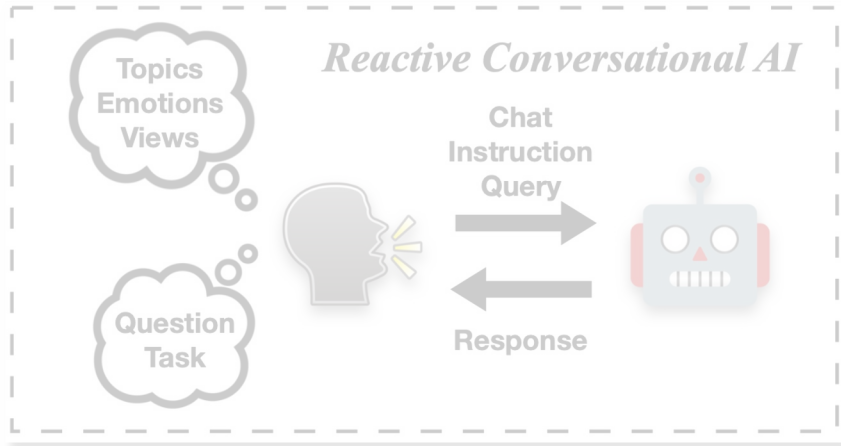 Reactive Conversational AI
Topics
Emotions
Views
Chat
Instruction
Query
Question
Task
Response